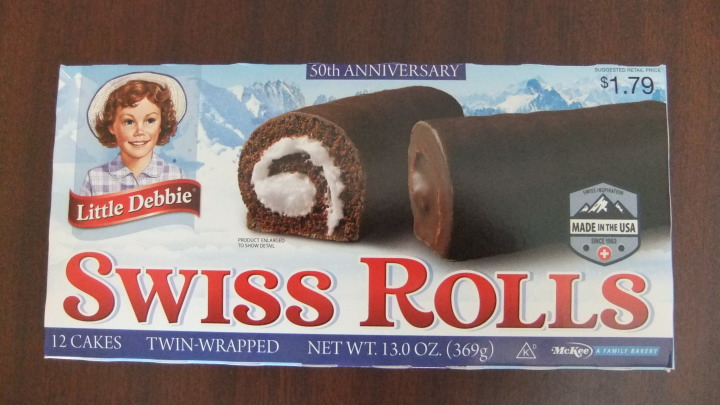 50th ANNIVERSARY
SUGGESTED RETAIL PRICE
$1.79
Little Debbie®
PRODUCT ENLARGED
TO SHOW DETAIL
SWISS INSPIRATION
MADE IN THE USA
SINCE 1963
SWISS ROLLS
12 CAKES TWIN-WRAPPED NET WT. 13.0 OZ. (369g) K D McKee A FAMILY BAKERY